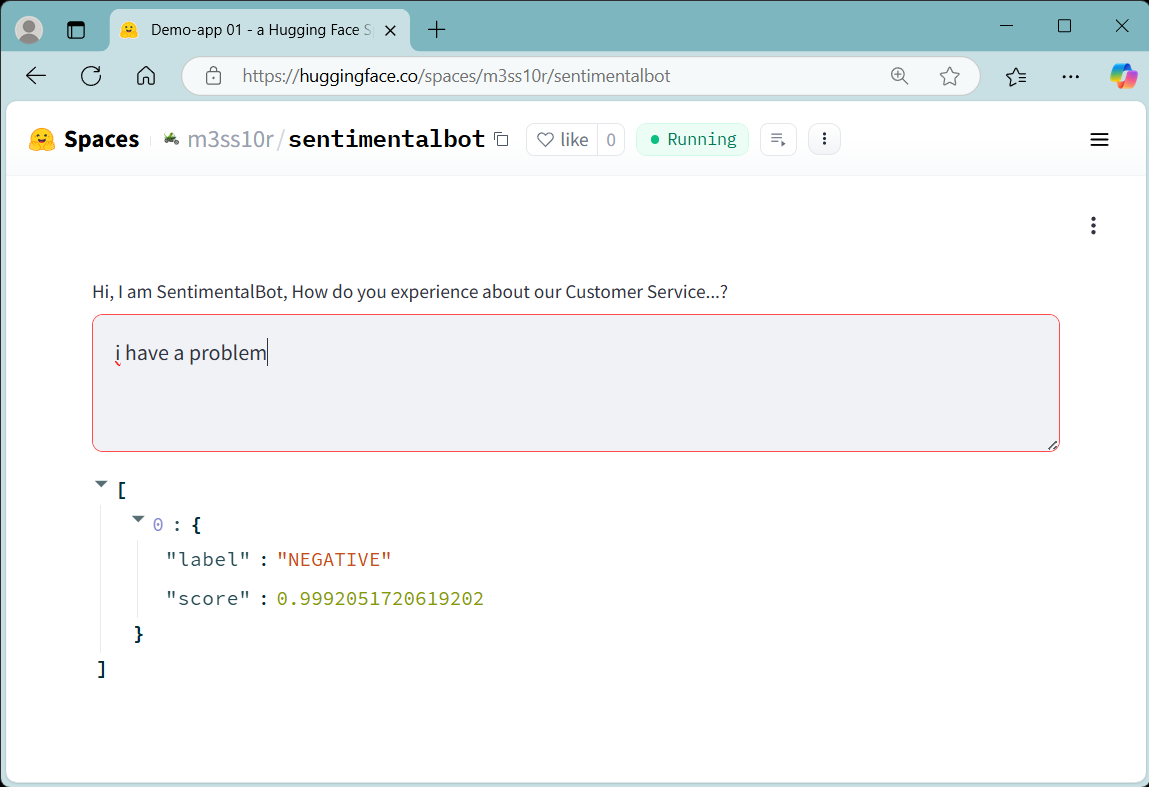 Demo-app 01 - a Hugging Face S
https://huggingface.co/spaces/m3ss10r/sentimentalbot
Spaces m3ss10r/sentimentalbot like 0 Running
Hi, I am SentimentalBot, How do you experience about our Customer Service...?
i have a problem
[
0 : {
"label" : "NEGATIVE"
"score" : 0.9992051720619202
}
]